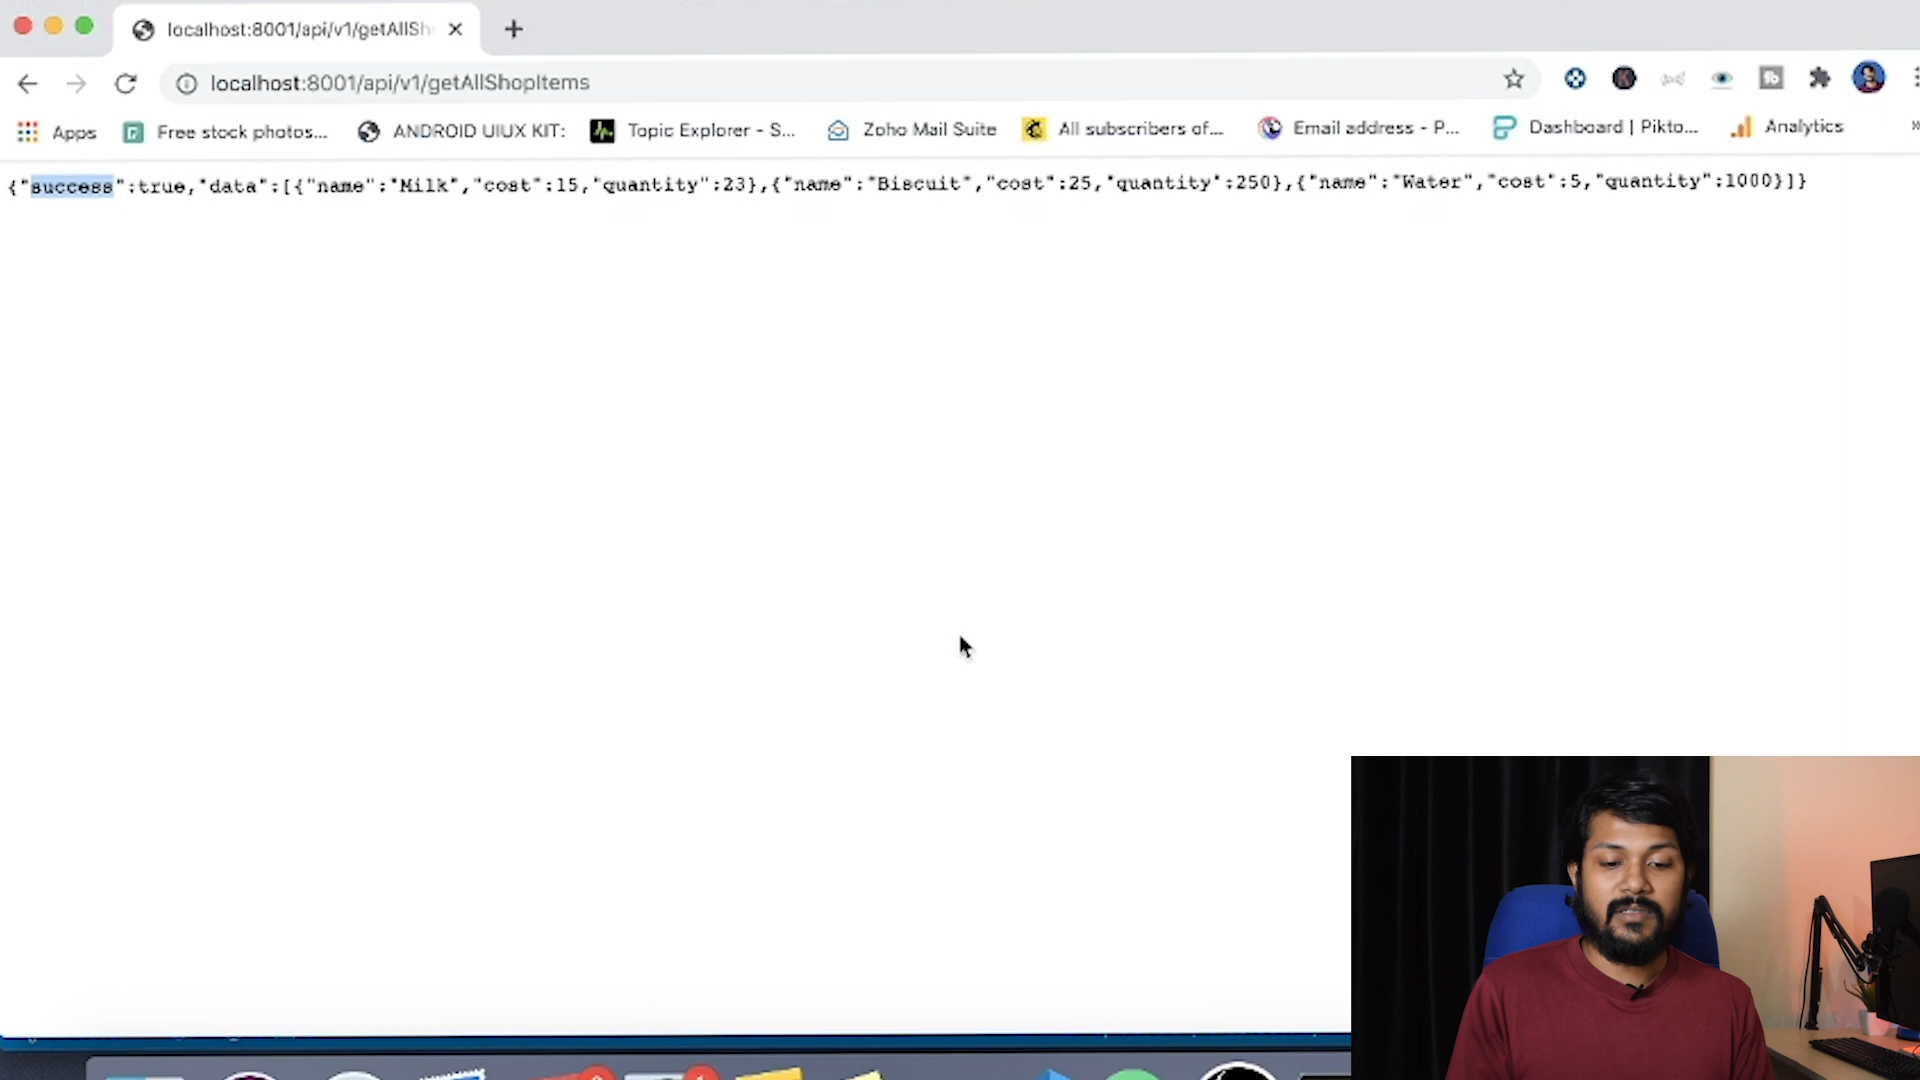 localhost:8001/api/v1/getAllSh
localhost:8001/api/v1/getAllShopItems
Apps Free stock photos... ANDROID UIUX KIT: Topic Explorer - S... Zoho Mail Suite All subscribers of... Email address - P... Dashboard | Pikto... Analytics »
{"success":true,"data":[{"name":"Milk","cost":15,"quantity":23},{"name":"Biscuit","cost":25,"quantity":250},{"name":"Water","cost":5,"quantity":1000}]}